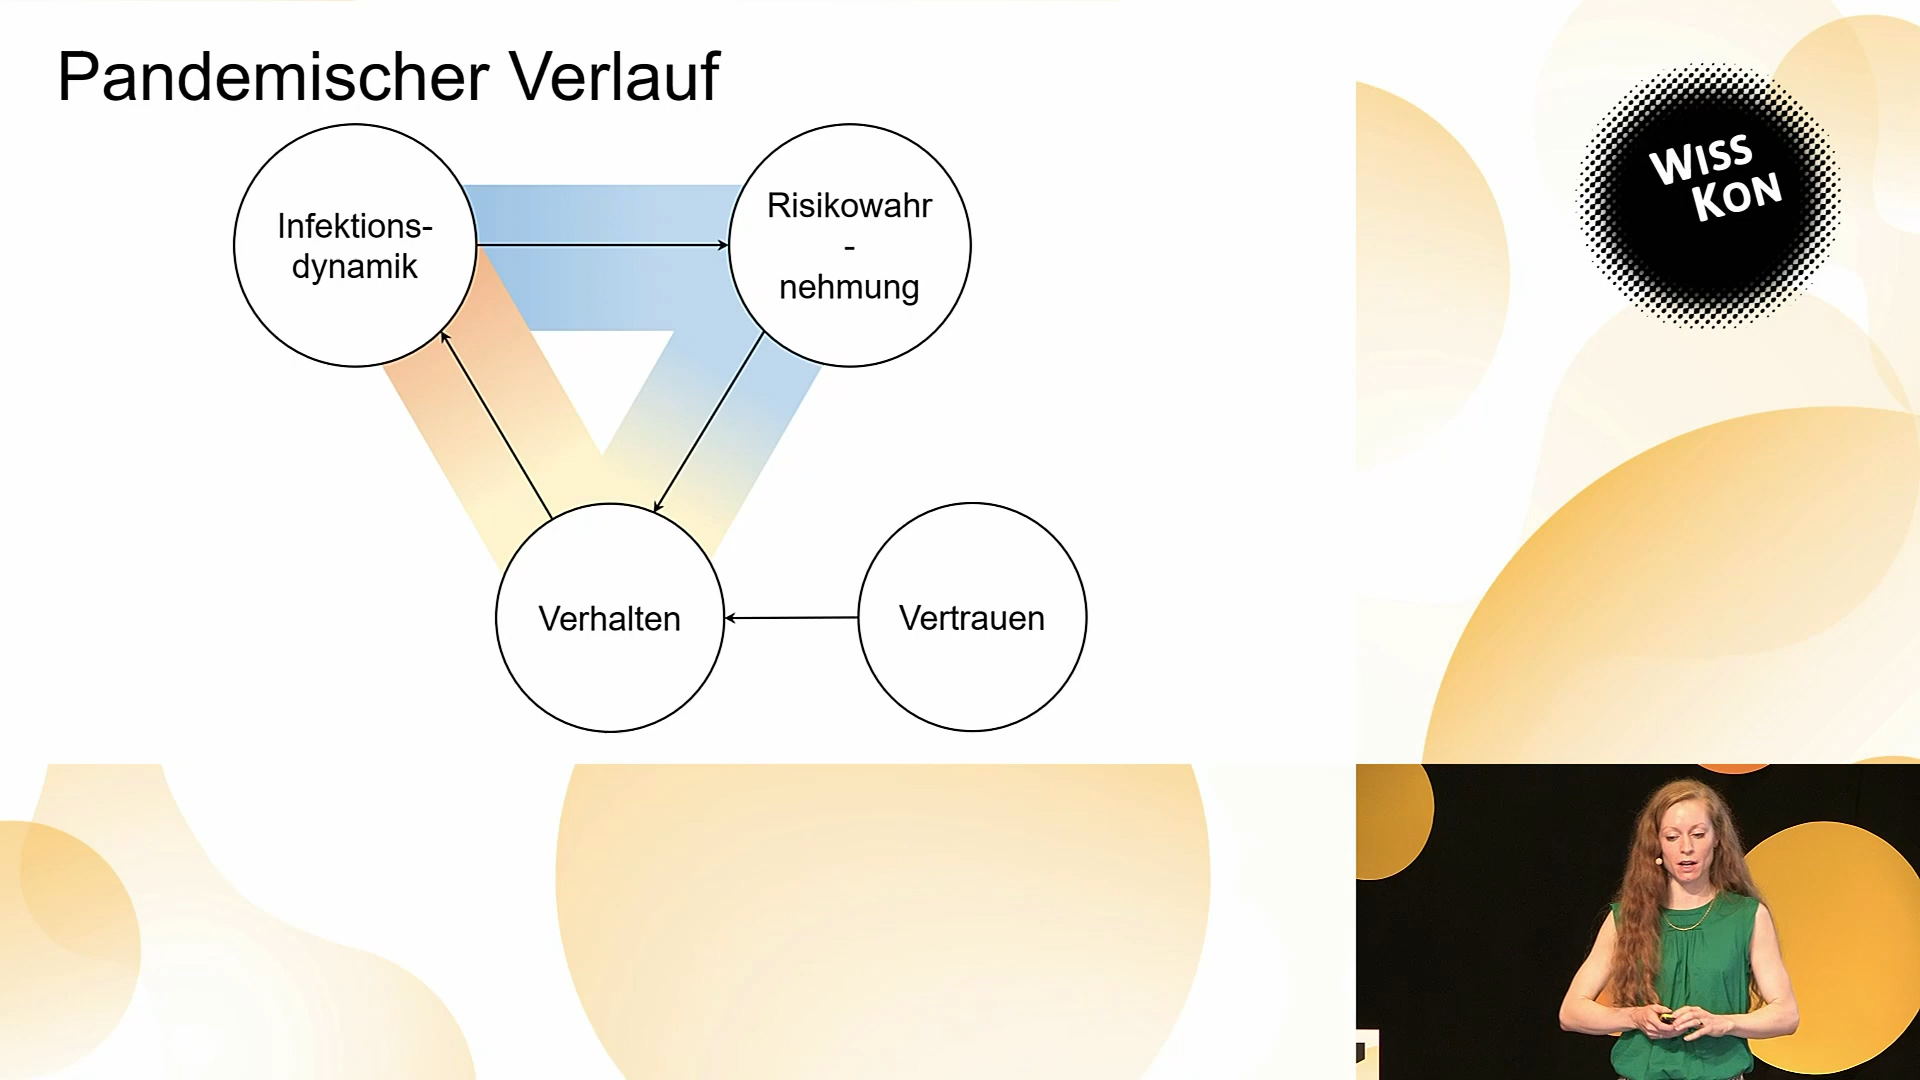 Pandemischer Verlauf
Infektions-
dynamik
Risikowahr
-
nehmung
Verhalten
Vertrauen
WISS
KON